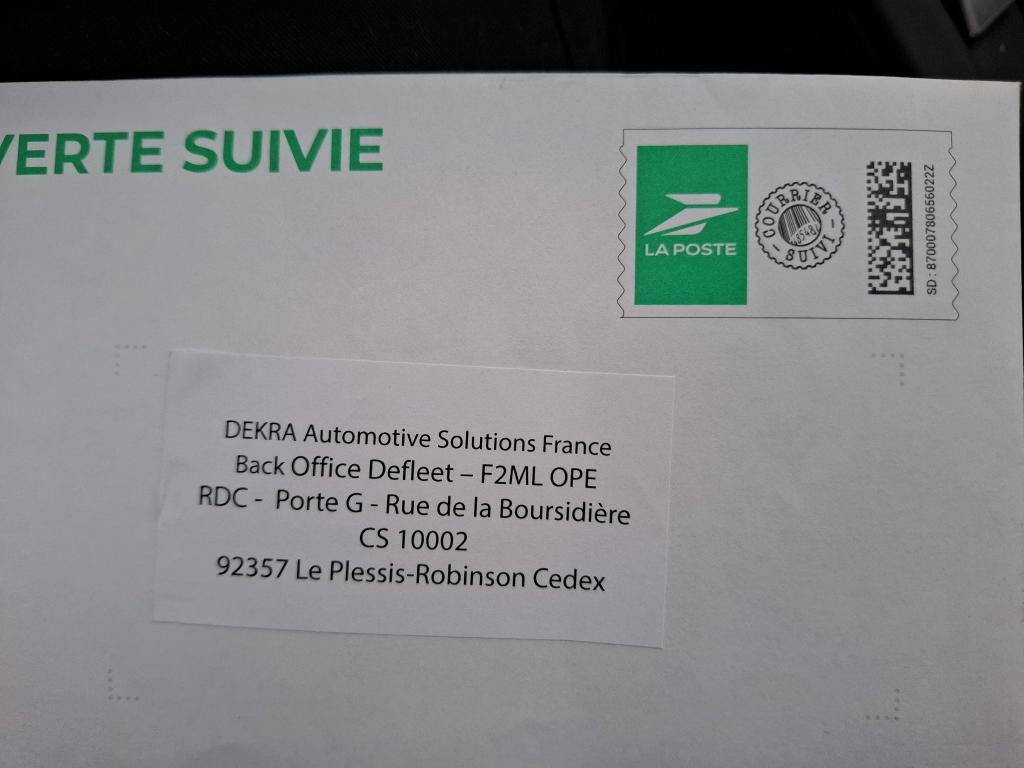 VERTE SUIVIE
LA POSTE
COURRIER
SUIVI
SD : 87000780656022Z
DEKRA Automotive Solutions France
Back Office Defleet – F2ML OPE
RDC - Porte G - Rue de la Boursidière
CS 10002
92357 Le Plessis-Robinson Cedex